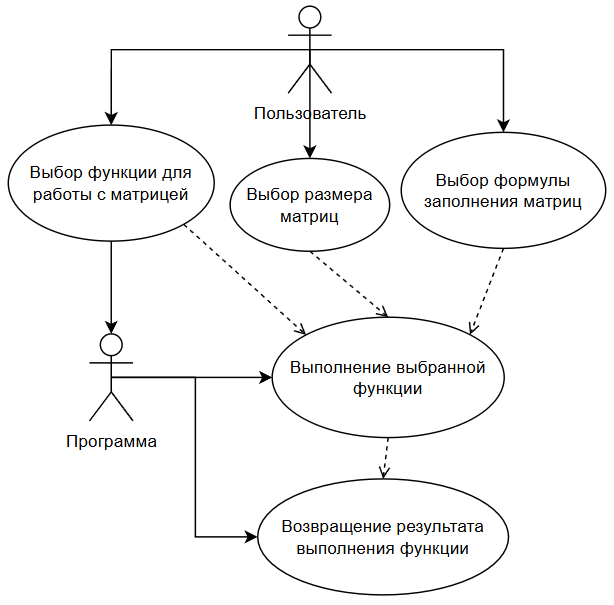 Пользователь
Выбор функции для
работы с матрицей
Выбор размера
матриц
Выбор формулы
заполнения матриц
Выполнение выбранной
функции
Программа
Возвращение результата
выполнения функции